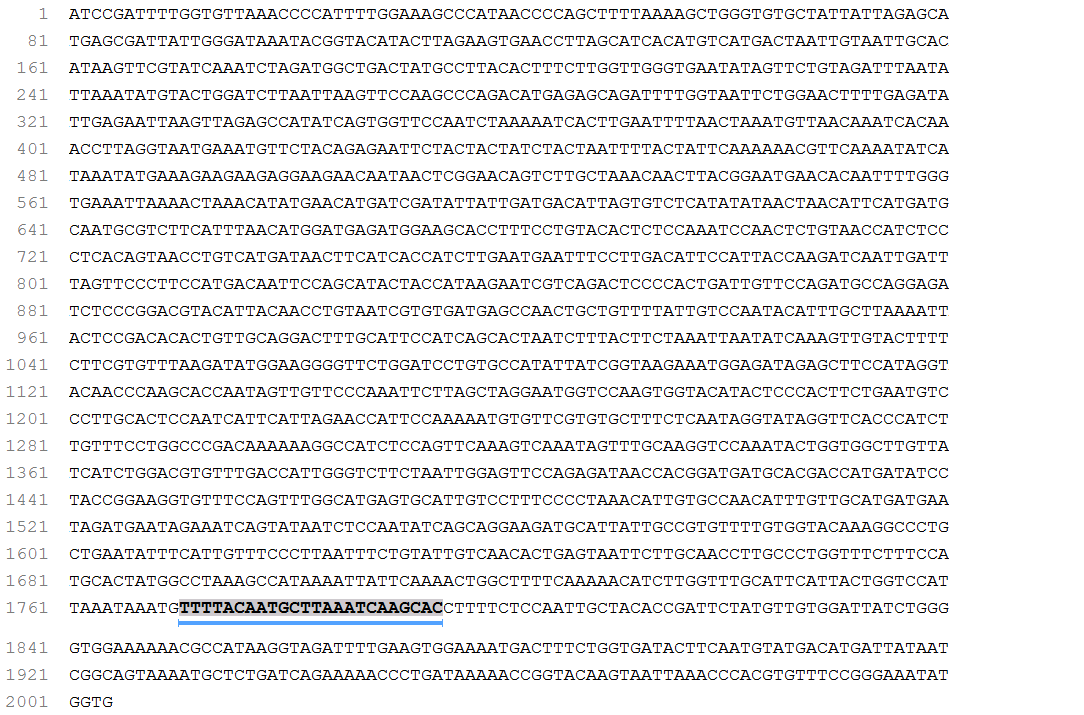 1 ATCCGATTTTGGTGTTAAACCCCATTTTGGAAAGCCCATAACCCCAGCTTTTAAAAGCTGGGTGTGCTATTATTAGAGCA
81 TGAGCGATTATTGGGATAAATACGGTACATACTTAGAAGTGAACCTTAGCATCACATGTCATGACTAATTGTAATTGCAC
161 ATAAGTTCGTATCAAATCTAGATGGCTGACTATGCCTTACACTTTCTTGGTTGGGTGAATATAGTTCTGTAGATTTAATA
241 TTAAATATGTACTGGATCTTAATTAAGTTCCAAGCCCAGACATGAGAGCAGATTTTGGTAATTCTGGAACTTTTGAGATA
321 TTGAGAATTAAGTTAGAGCCATATCAGTGGTTCCAATCTAAAAATCACTTGAATTTTAACTAAATGTTAACAAATCACAA
401 ACCTTAGGTAATGAAATGTTCTACAGAGAATTCTACTACTATCTACTAATTTTACTATTCAAAAAACGTTCAAAATATCA
481 TAAATATGAAAGAAGAAGAGGAAGAACAATAACTCGGAACAGTCTTGCTAAACAACTTACGGAATGAACACAATTTTGGG
561 TGAAATTAAAACTAAACATATGAACATGATCGATATTATTGATGACATTAGTGTCTCATATATAACTAACATTCATGATG
641 CAATGCGTCTTCATTTAACATGGATGAGATGGAAGCACCTTTCCTGTACACTCTCCAAATCCAACTCTGTAACCATCTCC
721 CTCACAGTAACCTGTCATGATAACTTCATCACCATCTTGAATGAATTTCCTTGACATTCCATTACCAAGATCAATTGATT
801 TAGTTCCCTTCCATGACAATTCCAGCATACTACCATAAGAATCGTCAGACTCCCCACTGATTGTTCCAGATGCCAGGAGA
881 TCTCCCGGACGTACATTACAACCTGTAATCGTGTGATGAGCCAACTGCTGTTTTATTGTCCAATACATTTGCTTAAAATT
961 ACTCCGACACACTGTTGCAGGACTTTGCATTCCATCAGCACTAATCTTTACTTCTAAATTAATATCAAAGTTGTACTTTT
1041 CTTCGTGTTTAAGATATGGAAGGGGTTCTGGATCCTGTGCCATATTATCGGTAAGAAATGGAGATAGAGCTTCCATAGGT
1121 ACAACCCAAGCACCAATAGTTGTTCCCAAATTCTTAGCTAGGAATGGTCCAAGTGGTACATACTCCCACTTCTGAATGTC
1201 CCTTGCACTCCAATCATTCATTAGAACCATTCCAAAAATGTGTTCGTGTGCTTTCTCAATAGGTATAGGTTCACCCATCT
1281 TGTTTCCTGGCCCGACAAAAAAGGCCATCTCCAGTTCAAAGTCAAATAGTTTGCAAGGTCCAAATACTGGTGGCTTGTTA
1361 TCATCTGGACGTGTTTGACCATTGGGTCTTCTAATTGGAGTTCCAGAGATAACCACGGATGATGCACGACCATGATATCC
1441 TACCGGAAGGTGTTTCCAGTTTGGCATGAGTGCATTGTCCTTTCCCCTAAACATTGTGCCAACATTTGTTGCATGATGAA
1521 TAGATGAATAGAAATCAGTATAATCTCCAATATCAGCAGGAAGATGCATTATTGCCGTGTTTTGTGGTACAAAGGCCCTG
1601 CTGAATATTTCATTGTTTCCCTTAATTTCTGTATTGTCAACACTGAGTAATTCTTGCAACCTTGCCCTGGTTTCTTTCCA
1681 TGCACTATGGCCTAAAGCCATAAAATTATTCAAAACTGGCTTTTCAAAAACATCTTGGTTTGCATTCATTACTGGTCCAT
1761 TAAATAAATGTTTTACAATGCTTAAATCAAGCACCTTTTCTCCAATTGCTACACCGATTCTATGTTGTGGATTATCTGGG
1841 GTGGAAAAAACGCCATAAGGTAGATTTTGAAGTGGAAAATGACTTTCTGGTGATACTTCAATGTATGACATGATTATAAT
1921 CGGCAGTAAAATGCTCTGATCAGAAAAACCCTGATAAAAACCGGTACAAGTAATTAAACCCACGTGTTTCCGGGAAATAT
2001 GGTG